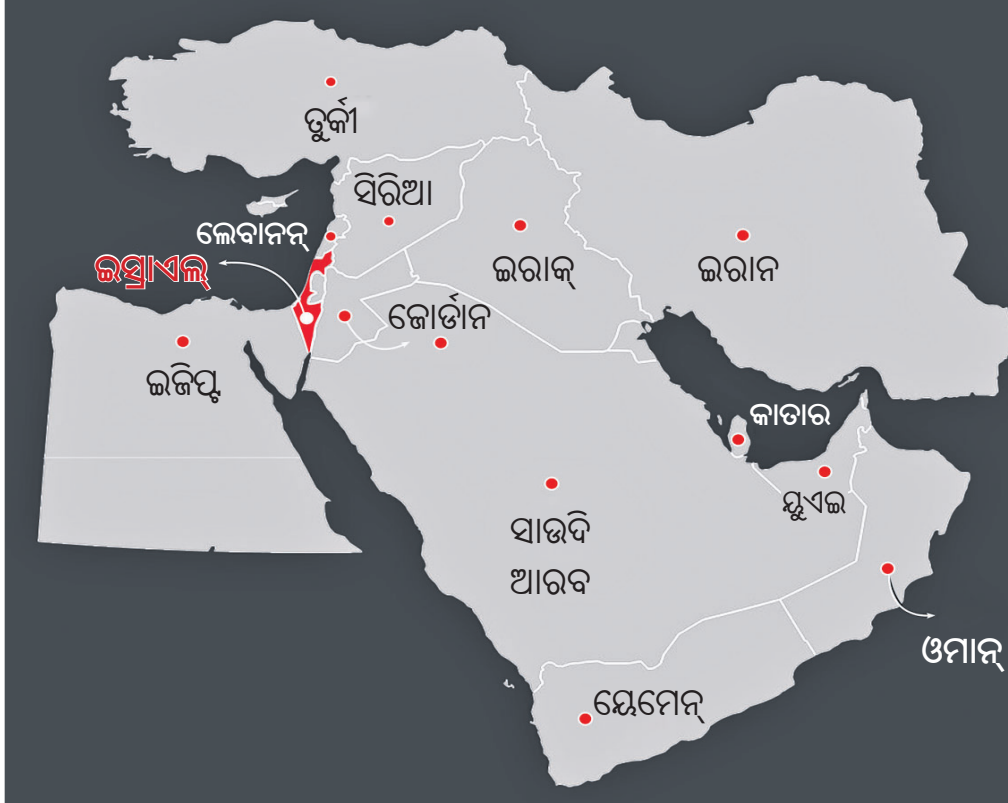 ତୁର୍କୀ
ସିରିଆ
ଲେବାନନ୍
ଇସ୍ରାଏଲ୍
ଇରାକ୍
ଇରାନ
ଜୋର୍ଡାନ
ଇଜିପ୍ଟ
କାତାର
ୟୁଏଇ
ସାଉଦି
ଆରବ
ଓମାନ୍
ୟେମେନ୍